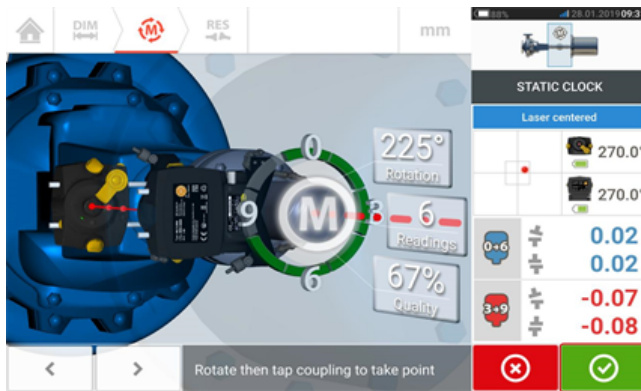 88% 28.01.2019 09:3
DIM RES mm
STATIC CLOCK
Laser centered
0
225°
Rotation
270.0°
9 M 3
6
Readings
270.0°
6
67%
Quality
0→6 0.02
0.02
3→9 -0.07
-0.08
Rotate then tap coupling to take point